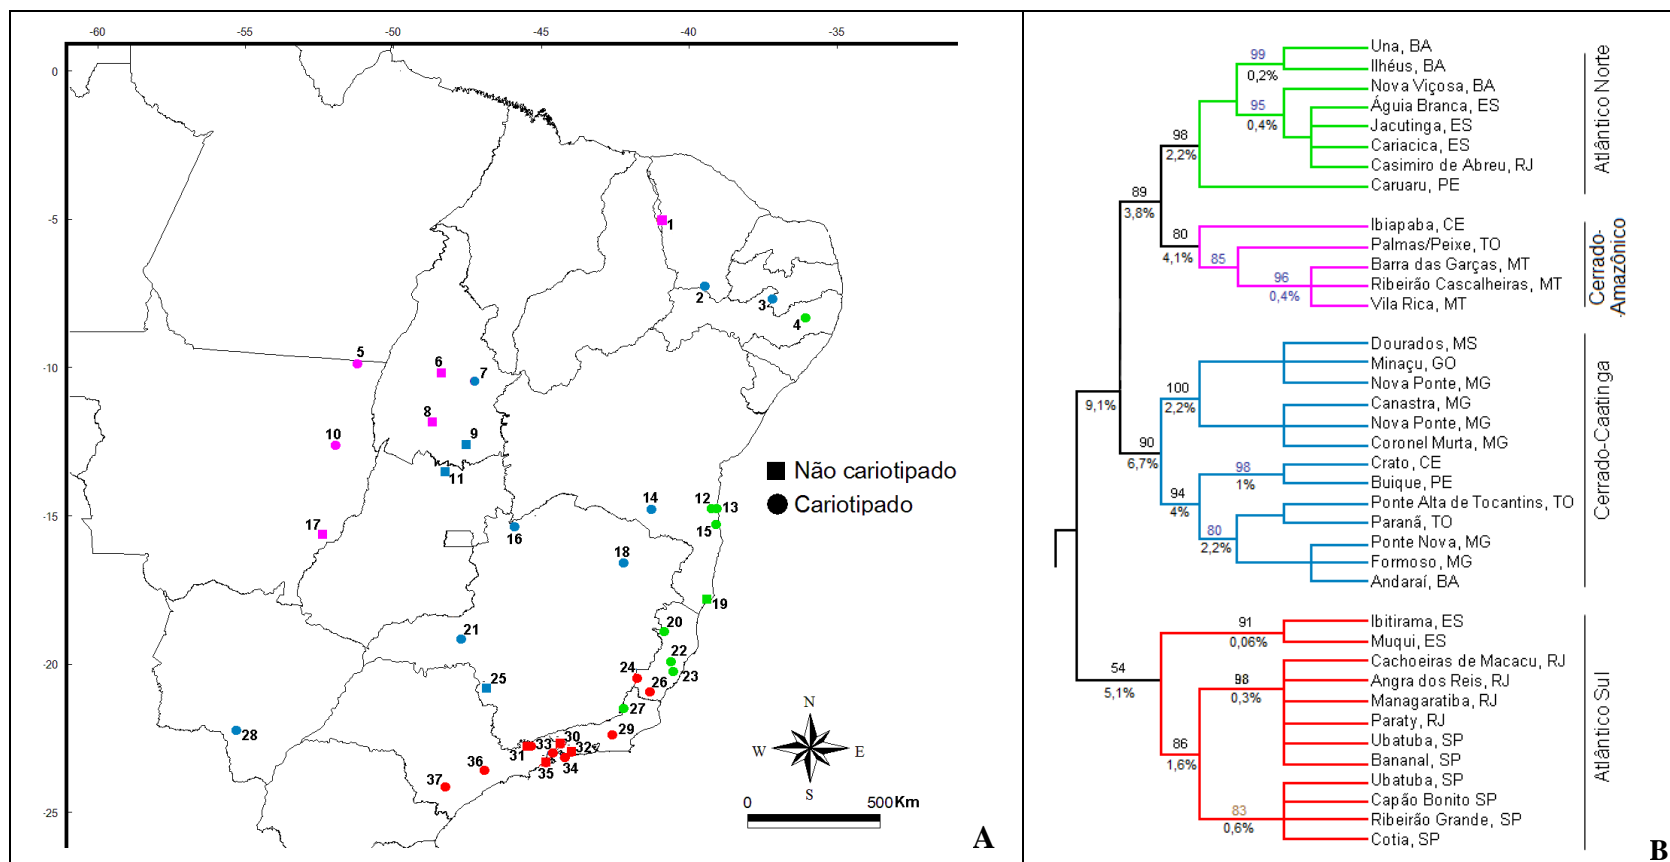 -60 -55 -50 -45 -40 -35
0
-5
-10
-15
-20
-25
1
2
3
4
5
6
7
8
9
10
11
12
13
14
15
16
17
18
19
20
21
22
23
24
25
26
27
28
29
30
31
32
33
34
35
36
37
Não cariotipado
Cariotipado
N
W
E
S
0 500Km
A
Una, BA
Ilhéus, BA
Nova Viçosa, BA
Águia Branca, ES
Jacutinga, ES
Cariacica, ES
Casimiro de Abreu, RJ
Caruaru, PE
Atlântico Norte
Ibiapaba, CE
Palmas/Peixe, TO
Barra das Garças, MT
Ribeirão Cascalheiras, MT
Vila Rica, MT
Cerrado-
Amazônico
Dourados, MS
Minaçu, GO
Nova Ponte, MG
Canastra, MG
Nova Ponte, MG
Coronel Murta, MG
Crato, CE
Buique, PE
Ponte Alta de Tocantins, TO
Paranã, TO
Ponte Nova, MG
Formoso, MG
Andaraí, BA
Cerrado-Caatinga
Ibitirama, ES
Muqui, ES
Cachoeiras de Macacu, RJ
Angra dos Reis, RJ
Managaratiba, RJ
Paraty, RJ
Ubatuba, SP
Bananal, SP
Ubatuba, SP
Capão Bonito SP
Ribeirão Grande, SP
Cotia, SP
Atlântico Sul
99
0,2%
95
0,4%
98
2,2%
89
3,8%
80
4,1%
85
96
0,4%
9,1%
100
2,2%
90
6,7%
98
1%
94
4%
80
2,2%
91
0,06%
54
5,1%
98
0,3%
86
1,6%
83
0,6%
B